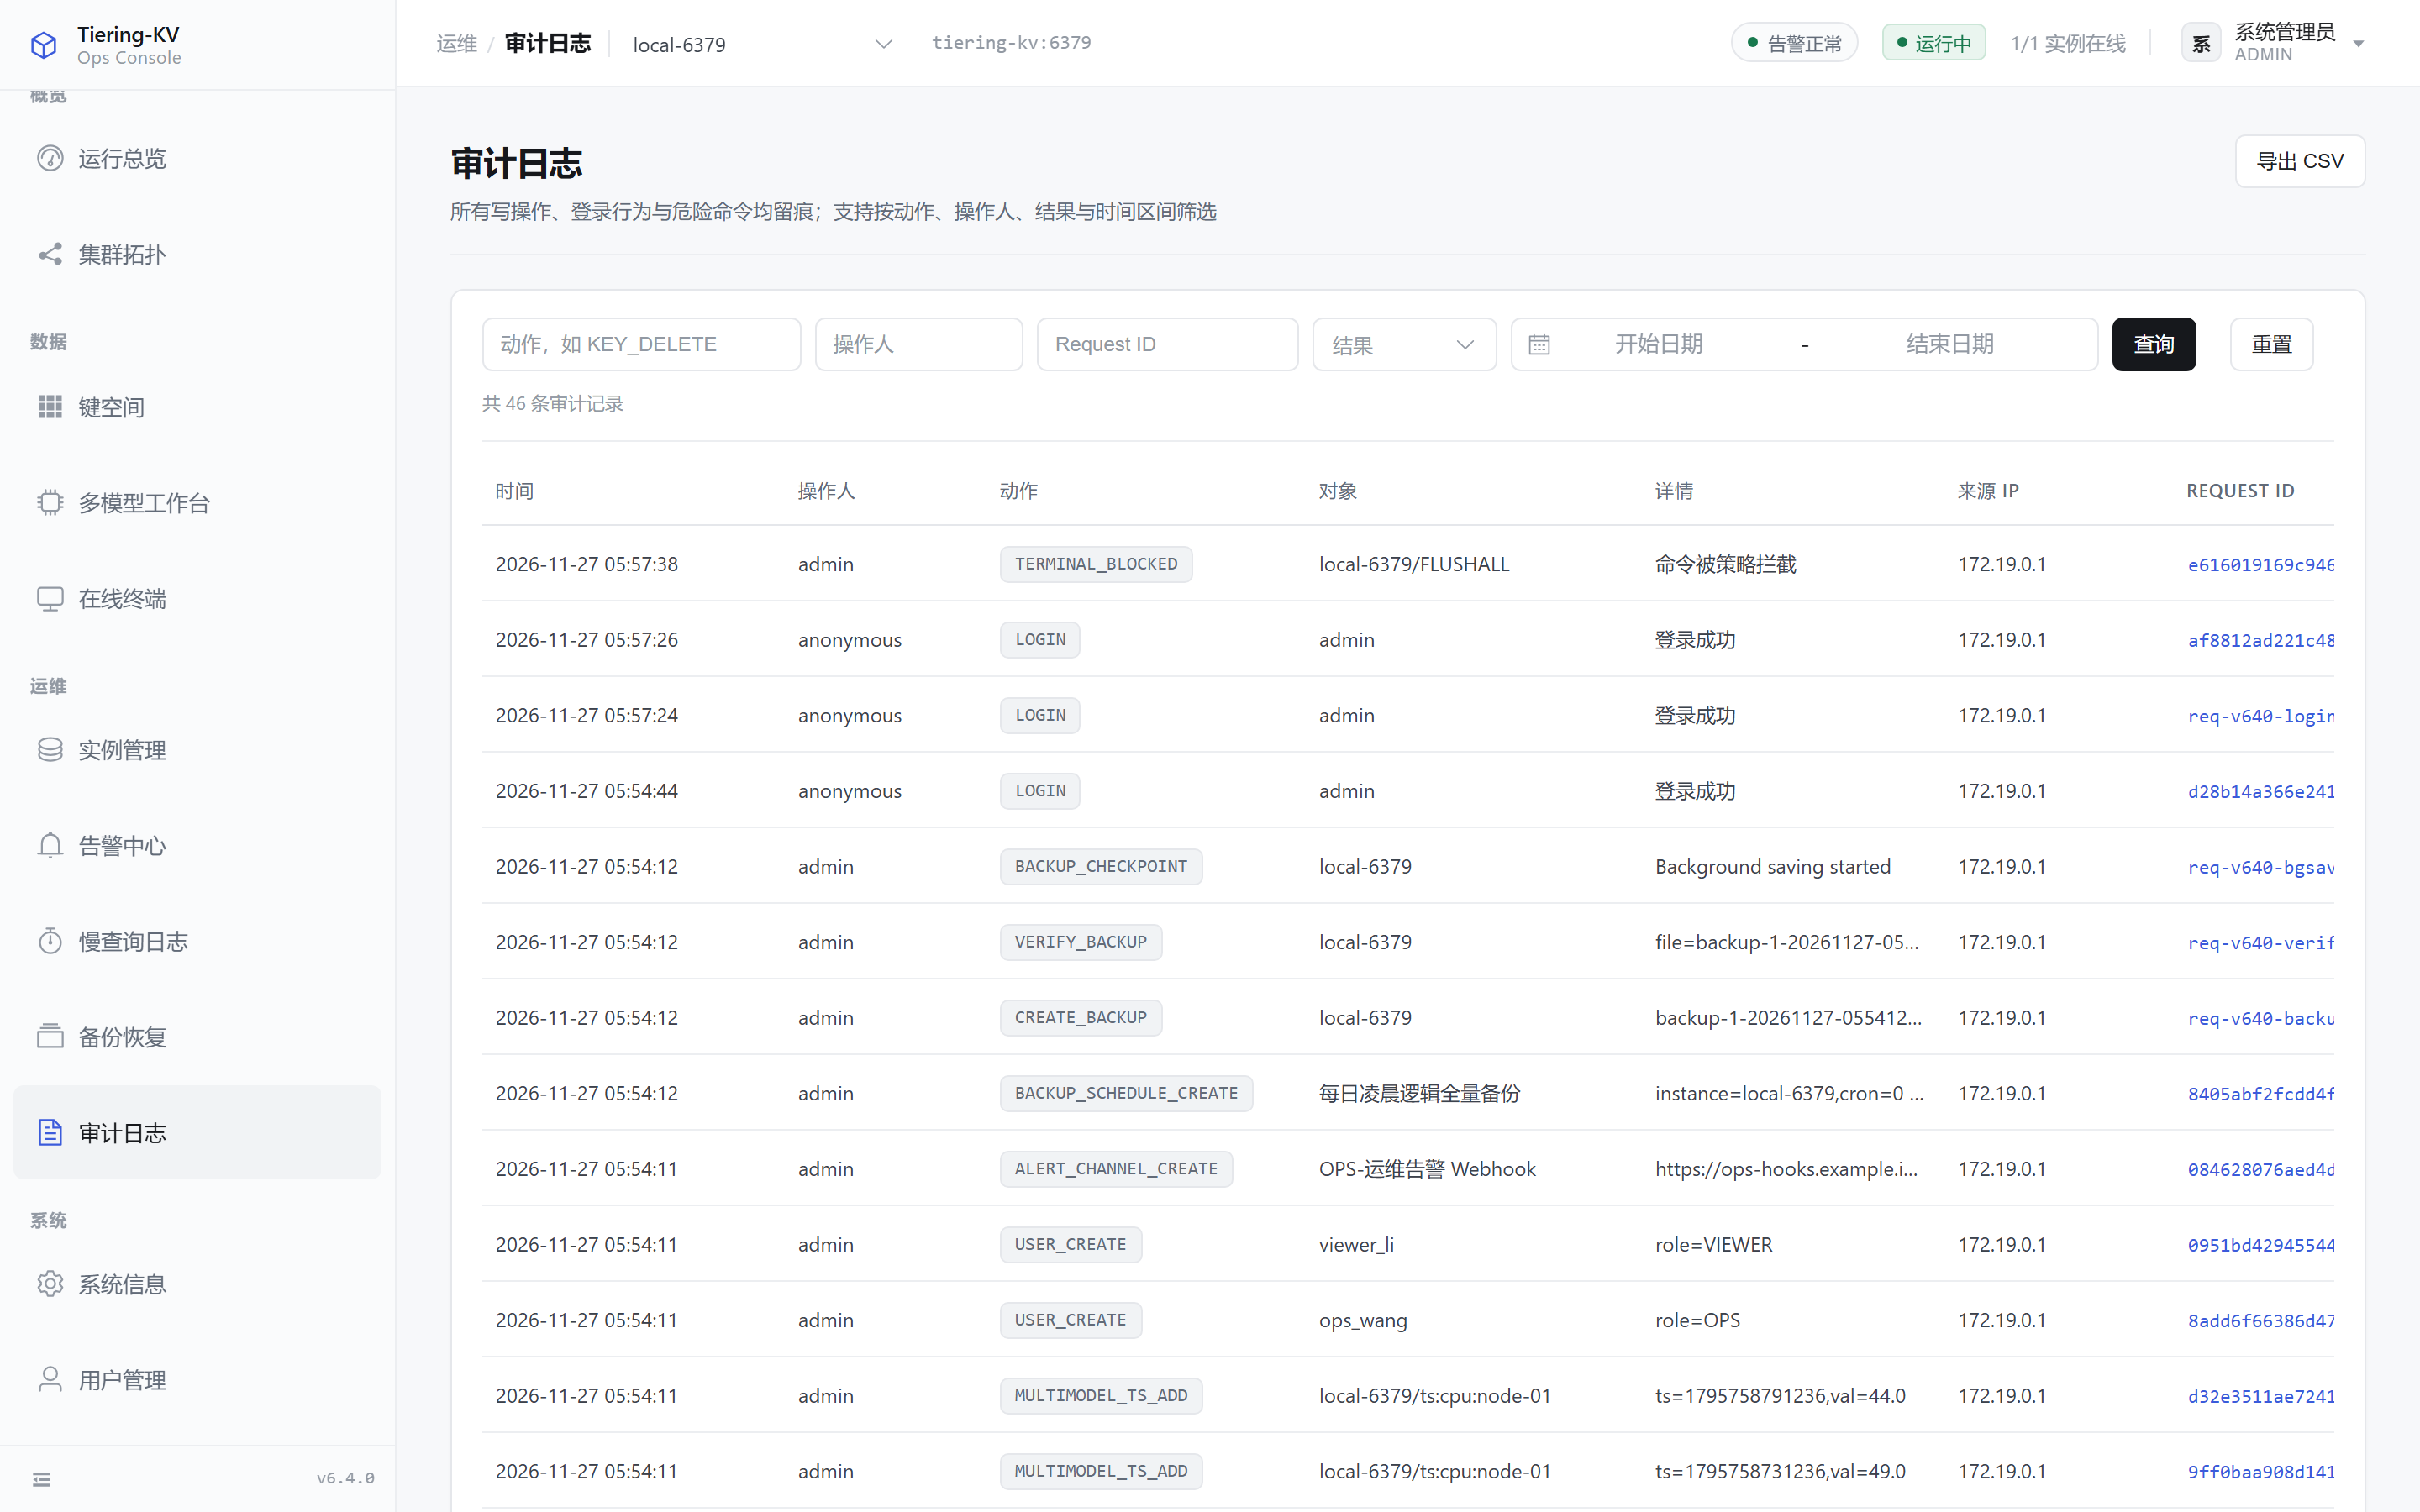 Tiering-KV
Ops Console
概览
运行总览
集群拓扑
数据
键空间
多模型工作台
在线终端
运维
实例管理
告警中心
慢查询日志
备份恢复
审计日志
系统
系统信息
用户管理
v6.4.0
运维 / 审计日志 local-6379 tiering-kv:6379 告警正常 运行中 1/1 实例在线 系 系统管理员
ADMIN
审计日志
导出 CSV
所有写操作、登录行为与危险命令均留痕；支持按动作、操作人、结果与时间区间筛选
动作，如 KEY_DELETE 操作人 Request ID 结果 开始日期 - 结束日期 查询 重置
共 46 条审计记录
时间 操作人 动作 对象 详情 来源 IP REQUEST ID
2026-11-27 05:57:38 admin TERMINAL_BLOCKED local-6379/FLUSHALL 命令被策略拦截 172.19.0.1 e616019169c946
2026-11-27 05:57:26 anonymous LOGIN admin 登录成功 172.19.0.1 af8812ad221c48
2026-11-27 05:57:24 anonymous LOGIN admin 登录成功 172.19.0.1 req-v640-login
2026-11-27 05:54:44 anonymous LOGIN admin 登录成功 172.19.0.1 d28b14a366e241
2026-11-27 05:54:12 admin BACKUP_CHECKPOINT local-6379 Background saving started 172.19.0.1 req-v640-bgsav
2026-11-27 05:54:12 admin VERIFY_BACKUP local-6379 file=backup-1-20261127-05... 172.19.0.1 req-v640-verif
2026-11-27 05:54:12 admin CREATE_BACKUP local-6379 backup-1-20261127-055412... 172.19.0.1 req-v640-backu
2026-11-27 05:54:12 admin BACKUP_SCHEDULE_CREATE 每日凌晨逻辑全量备份 instance=local-6379,cron=0 ... 172.19.0.1 8405abf2fcdd4f
2026-11-27 05:54:11 admin ALERT_CHANNEL_CREATE OPS-运维告警 Webhook https://ops-hooks.example.i... 172.19.0.1 084628076aed4d
2026-11-27 05:54:11 admin USER_CREATE viewer_li role=VIEWER 172.19.0.1 0951bd42945544
2026-11-27 05:54:11 admin USER_CREATE ops_wang role=OPS 172.19.0.1 8add6f66386d47
2026-11-27 05:54:11 admin MULTIMODEL_TS_ADD local-6379/ts:cpu:node-01 ts=1795758791236,val=44.0 172.19.0.1 d32e3511ae7241
2026-11-27 05:54:11 admin MULTIMODEL_TS_ADD local-6379/ts:cpu:node-01 ts=1795758731236,val=49.0 172.19.0.1 9ff0baa908d141